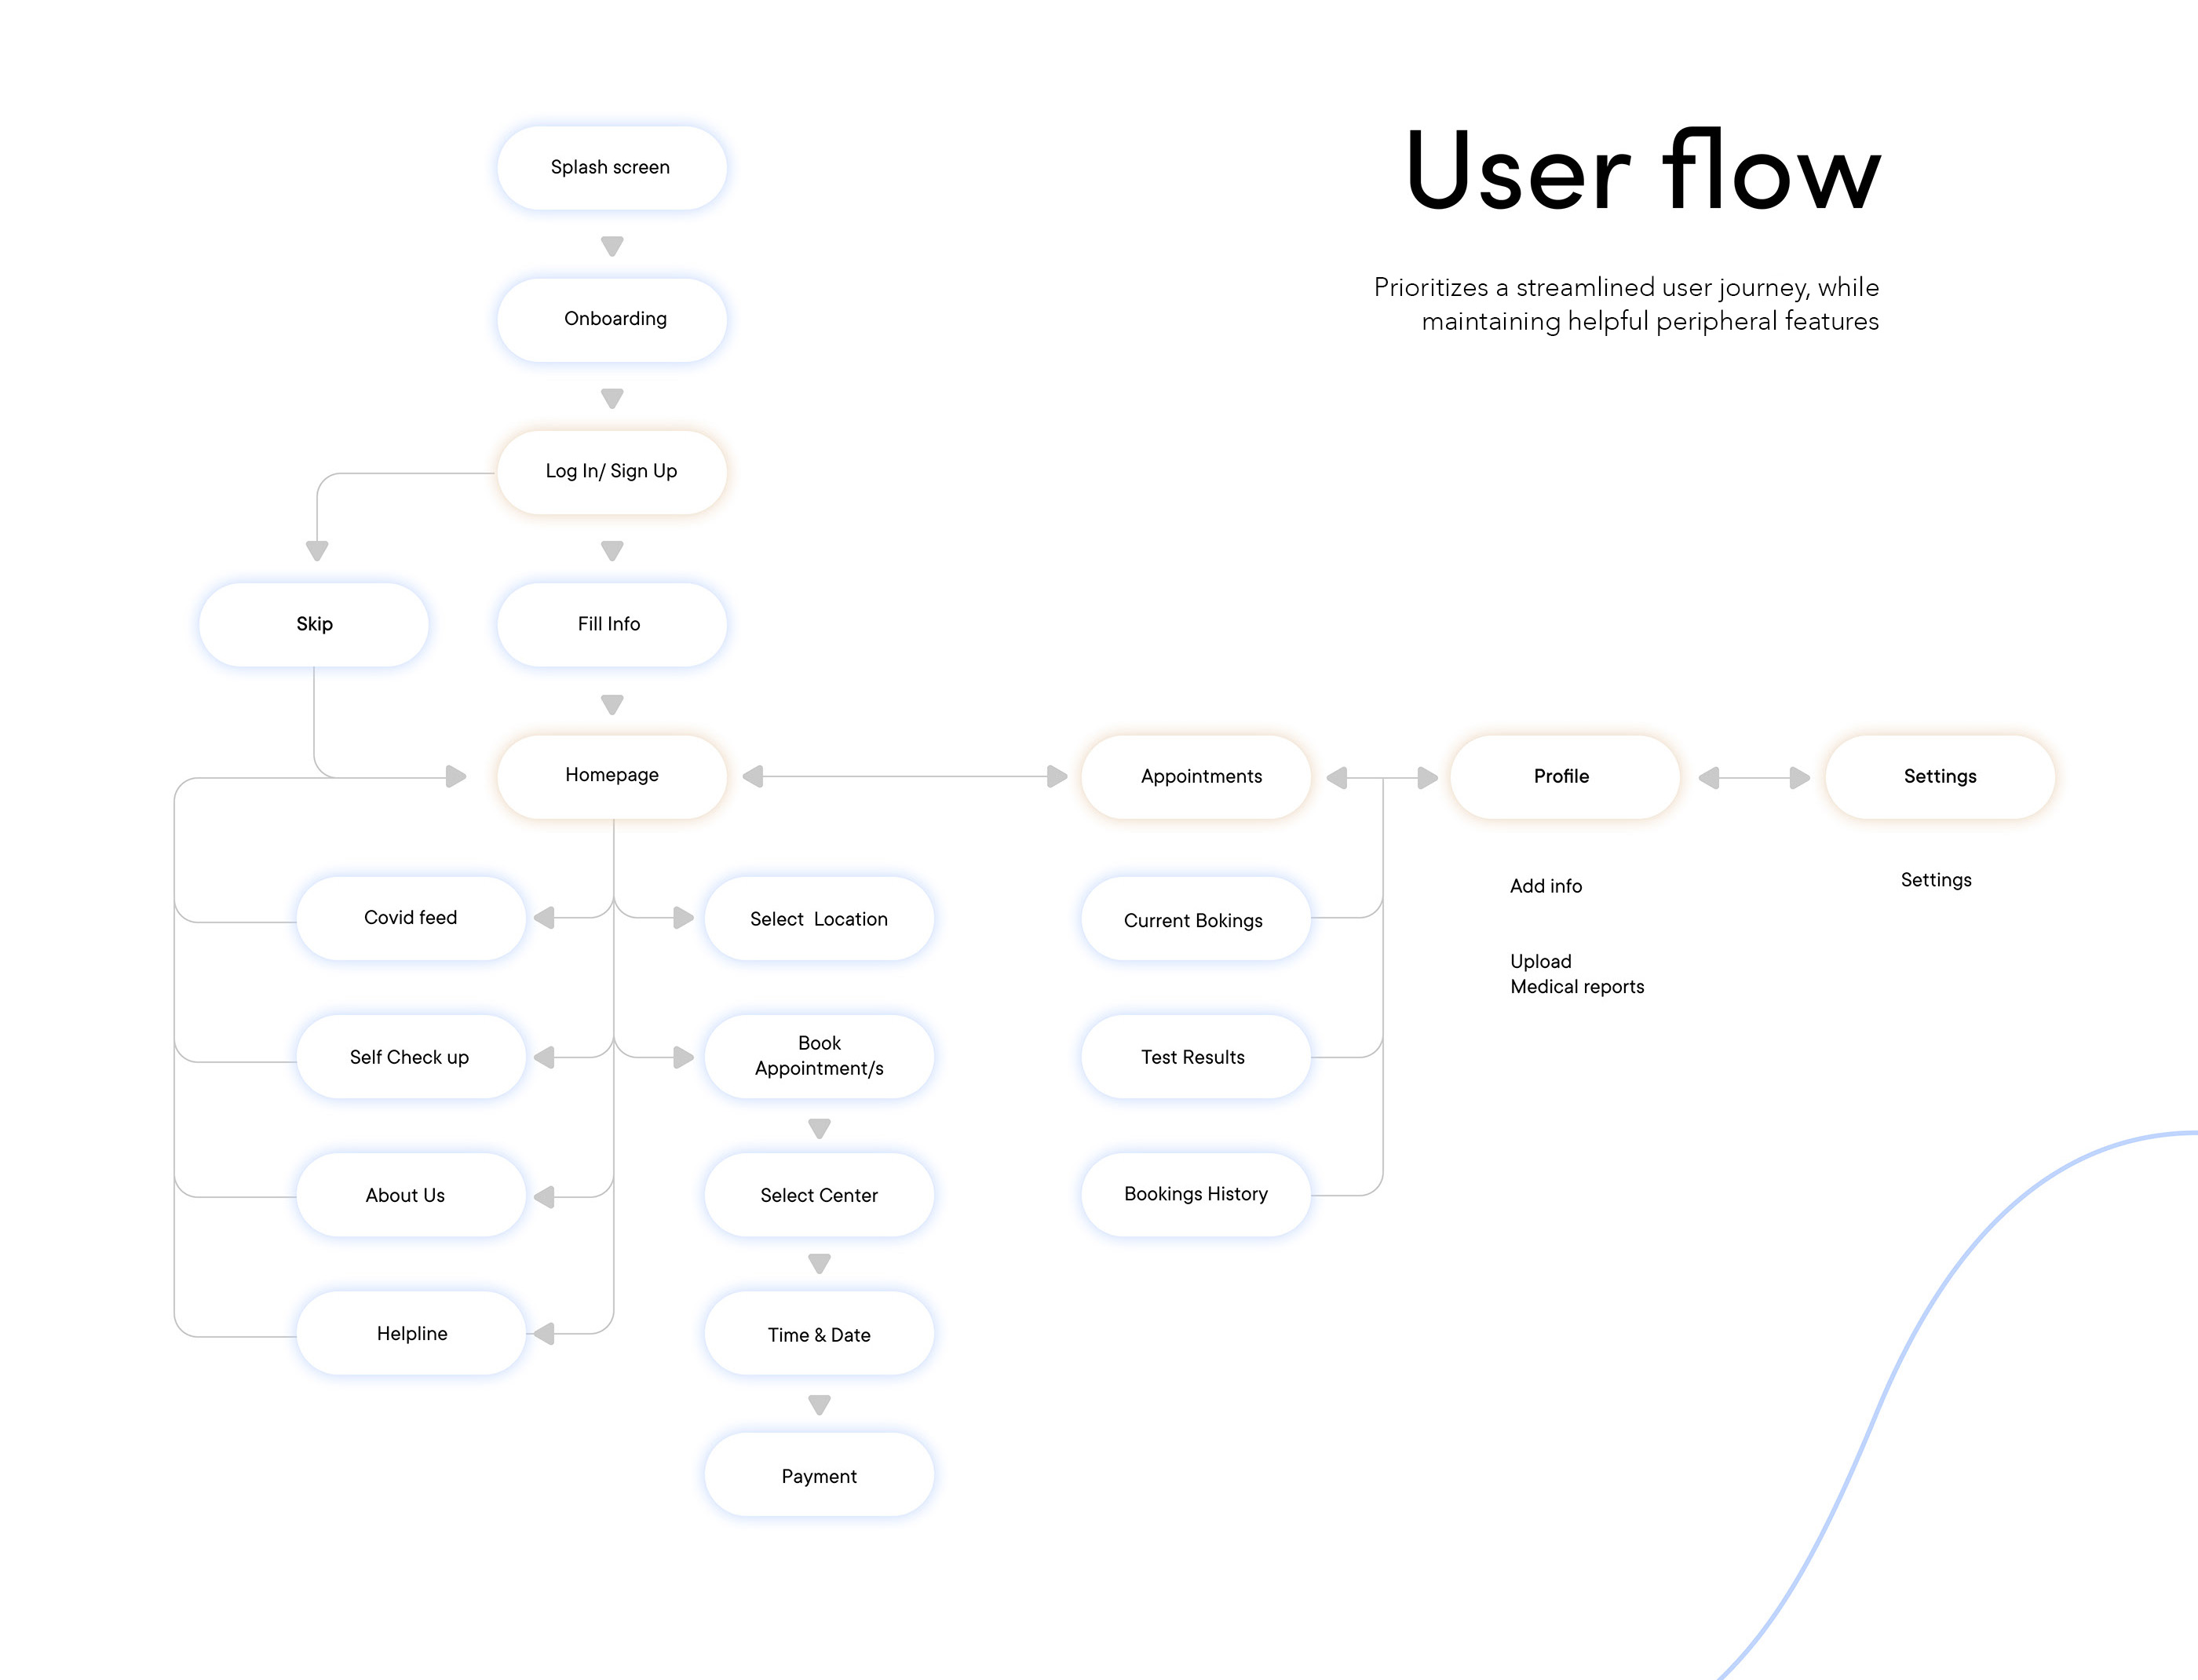 User flow
Prioritizes a streamlined user journey, while
maintaining helpful peripheral features
Splash screen
Onboarding
Log In/ Sign Up
Skip
Fill Info
Homepage
Appointments
Profile
Settings
Covid feed
Select  Location
Current Bokings
Add info
Settings
Upload
Medical reports
Self Check up
Book
Appointment/s
Test Results
About Us
Select Center
Bookings History
Helpline
Time & Date
Payment